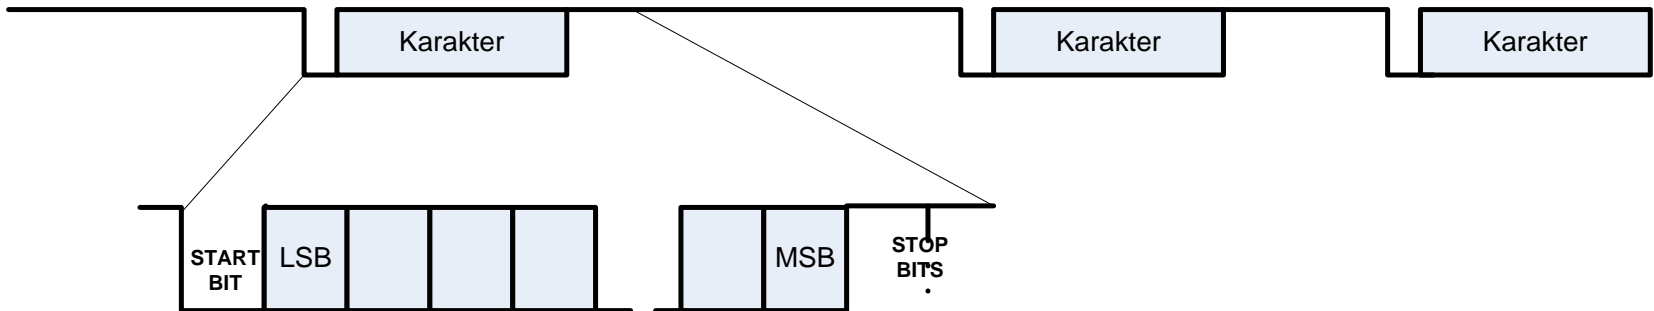 Karakter
Karakter
Karakter
START
BIT
LSB
MSB
STOP
BITS